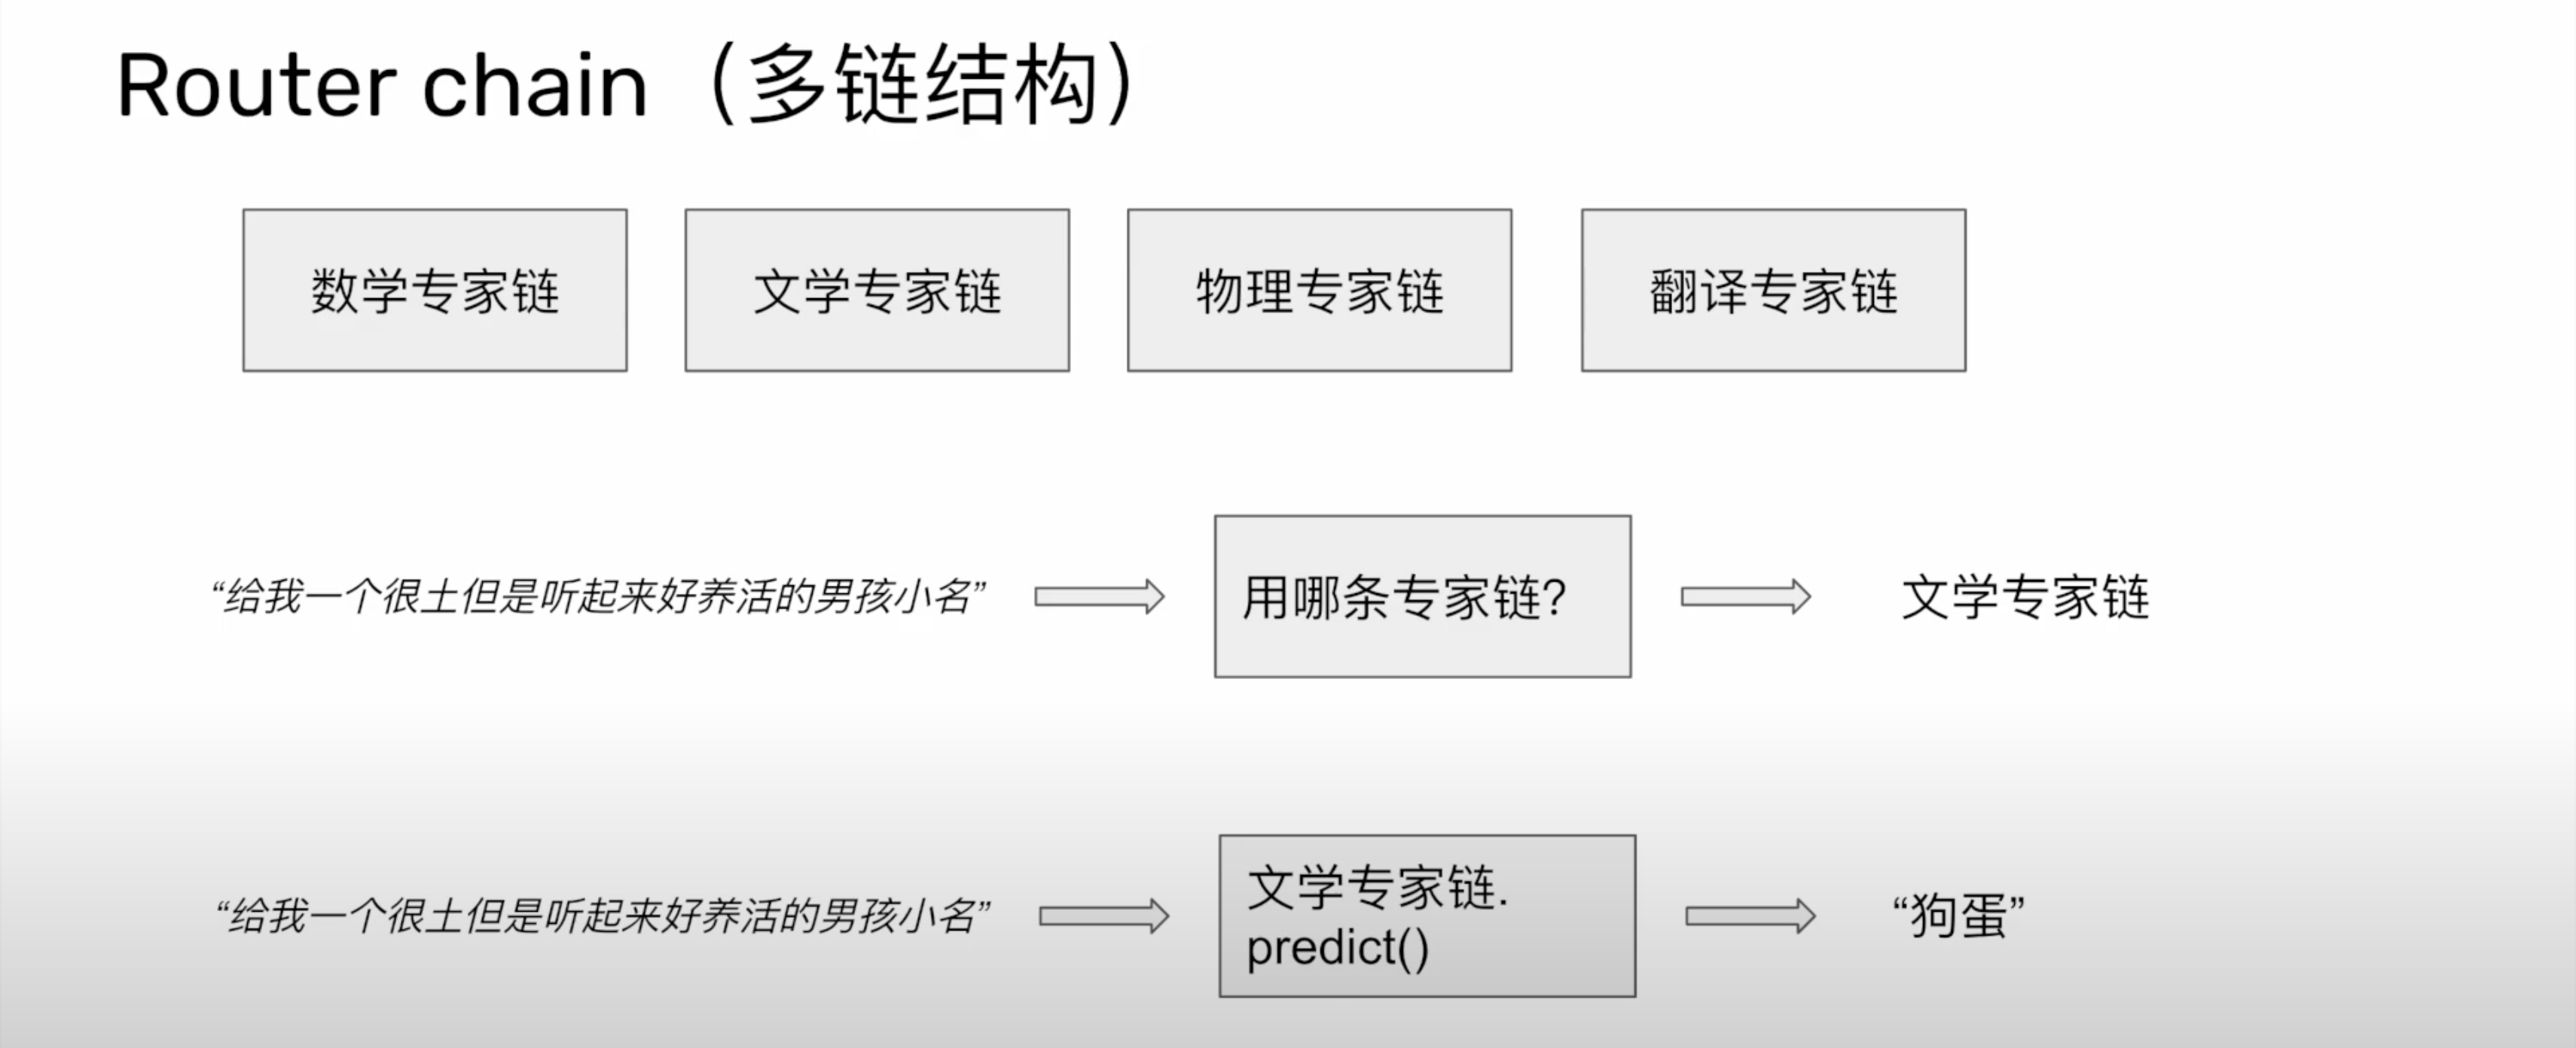 Router chain（多链结构）
数学专家链
文学专家链
物理专家链
翻译专家链
“给我一个很土但是听起来好养活的男孩小名”
用哪条专家链?
文学专家链
“给我一个很土但是听起来好养活的男孩小名”
文学专家链.
predict()
“狗蛋”